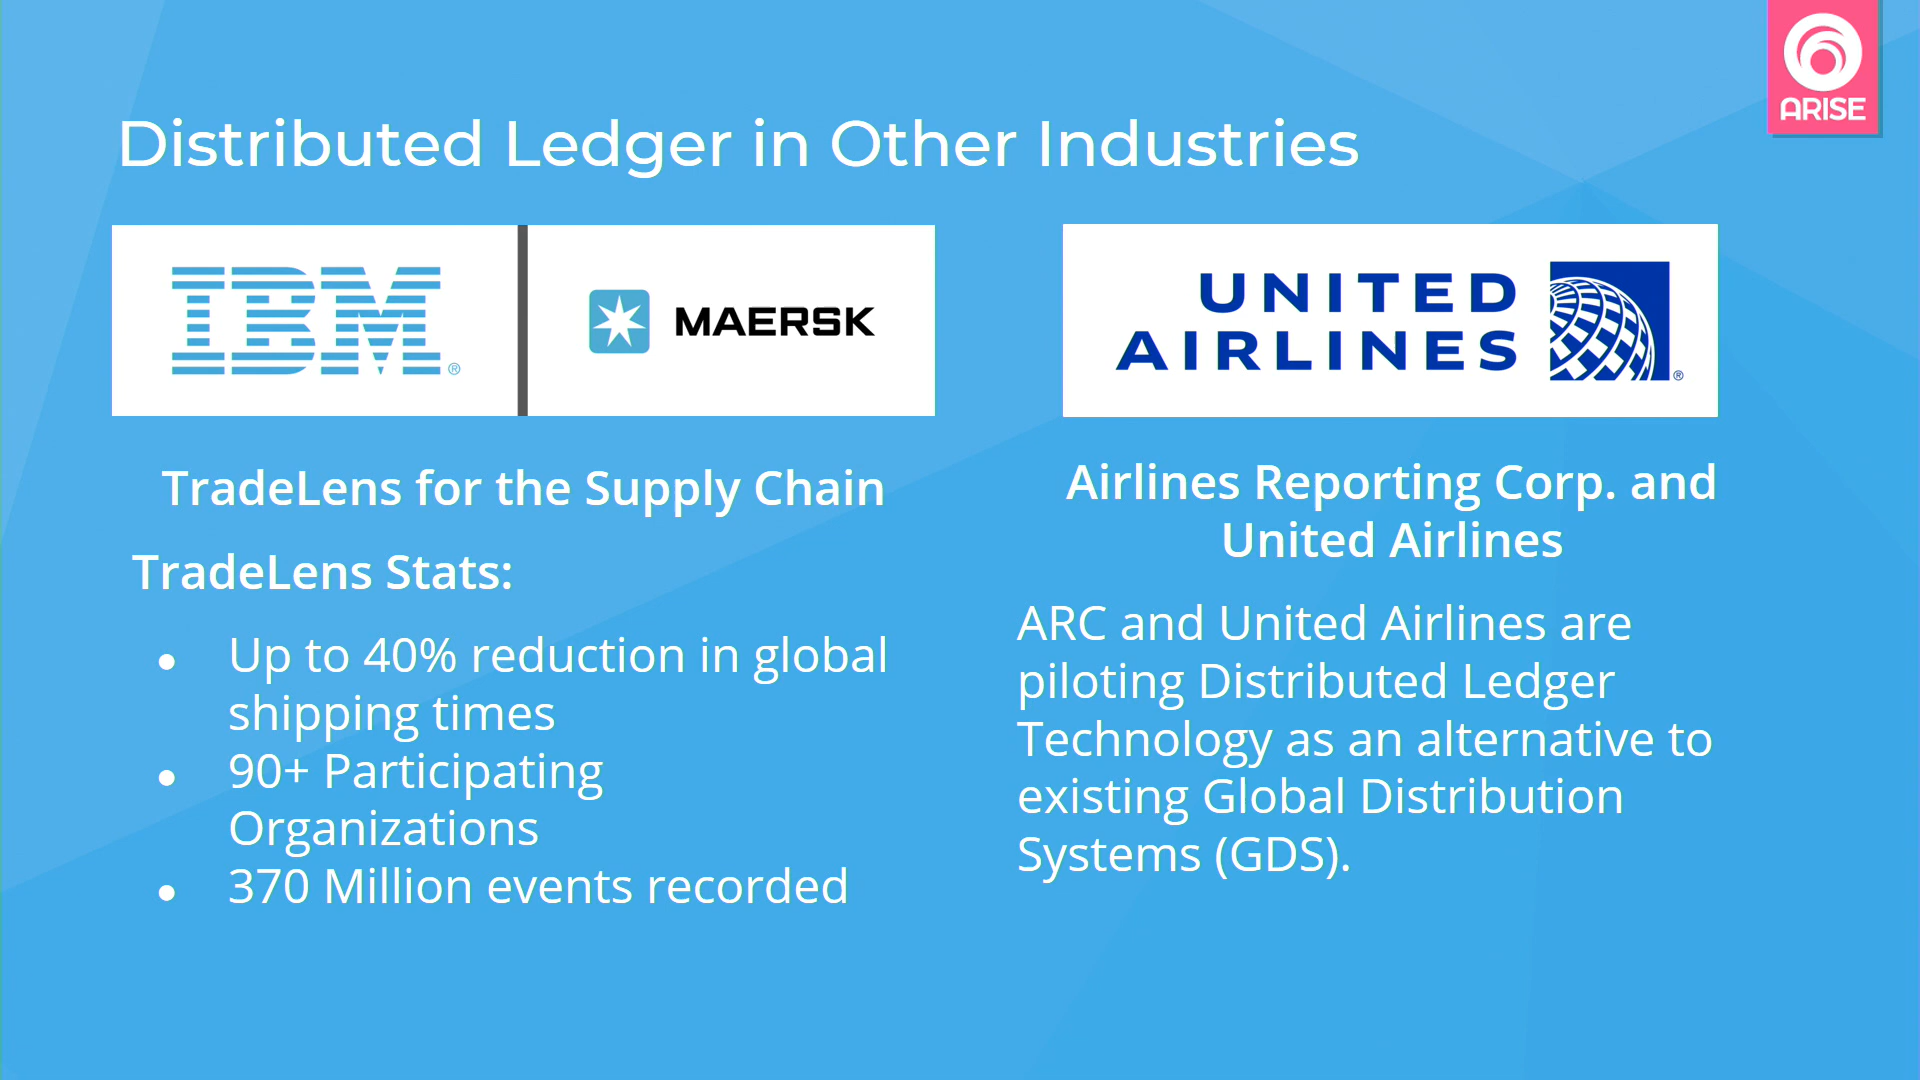 ARISE
Distributed Ledger in Other Industries
IBM®
MAERSK
TradeLens for the Supply Chain
TradeLens Stats:
● Up to 40% reduction in global
shipping times
● 90+ Participating
Organizations
● 370 Million events recorded
UNITED
AIRLINES®
Airlines Reporting Corp. and
United Airlines
ARC and United Airlines are
piloting Distributed Ledger
Technology as an alternative to
existing Global Distribution
Systems (GDS).